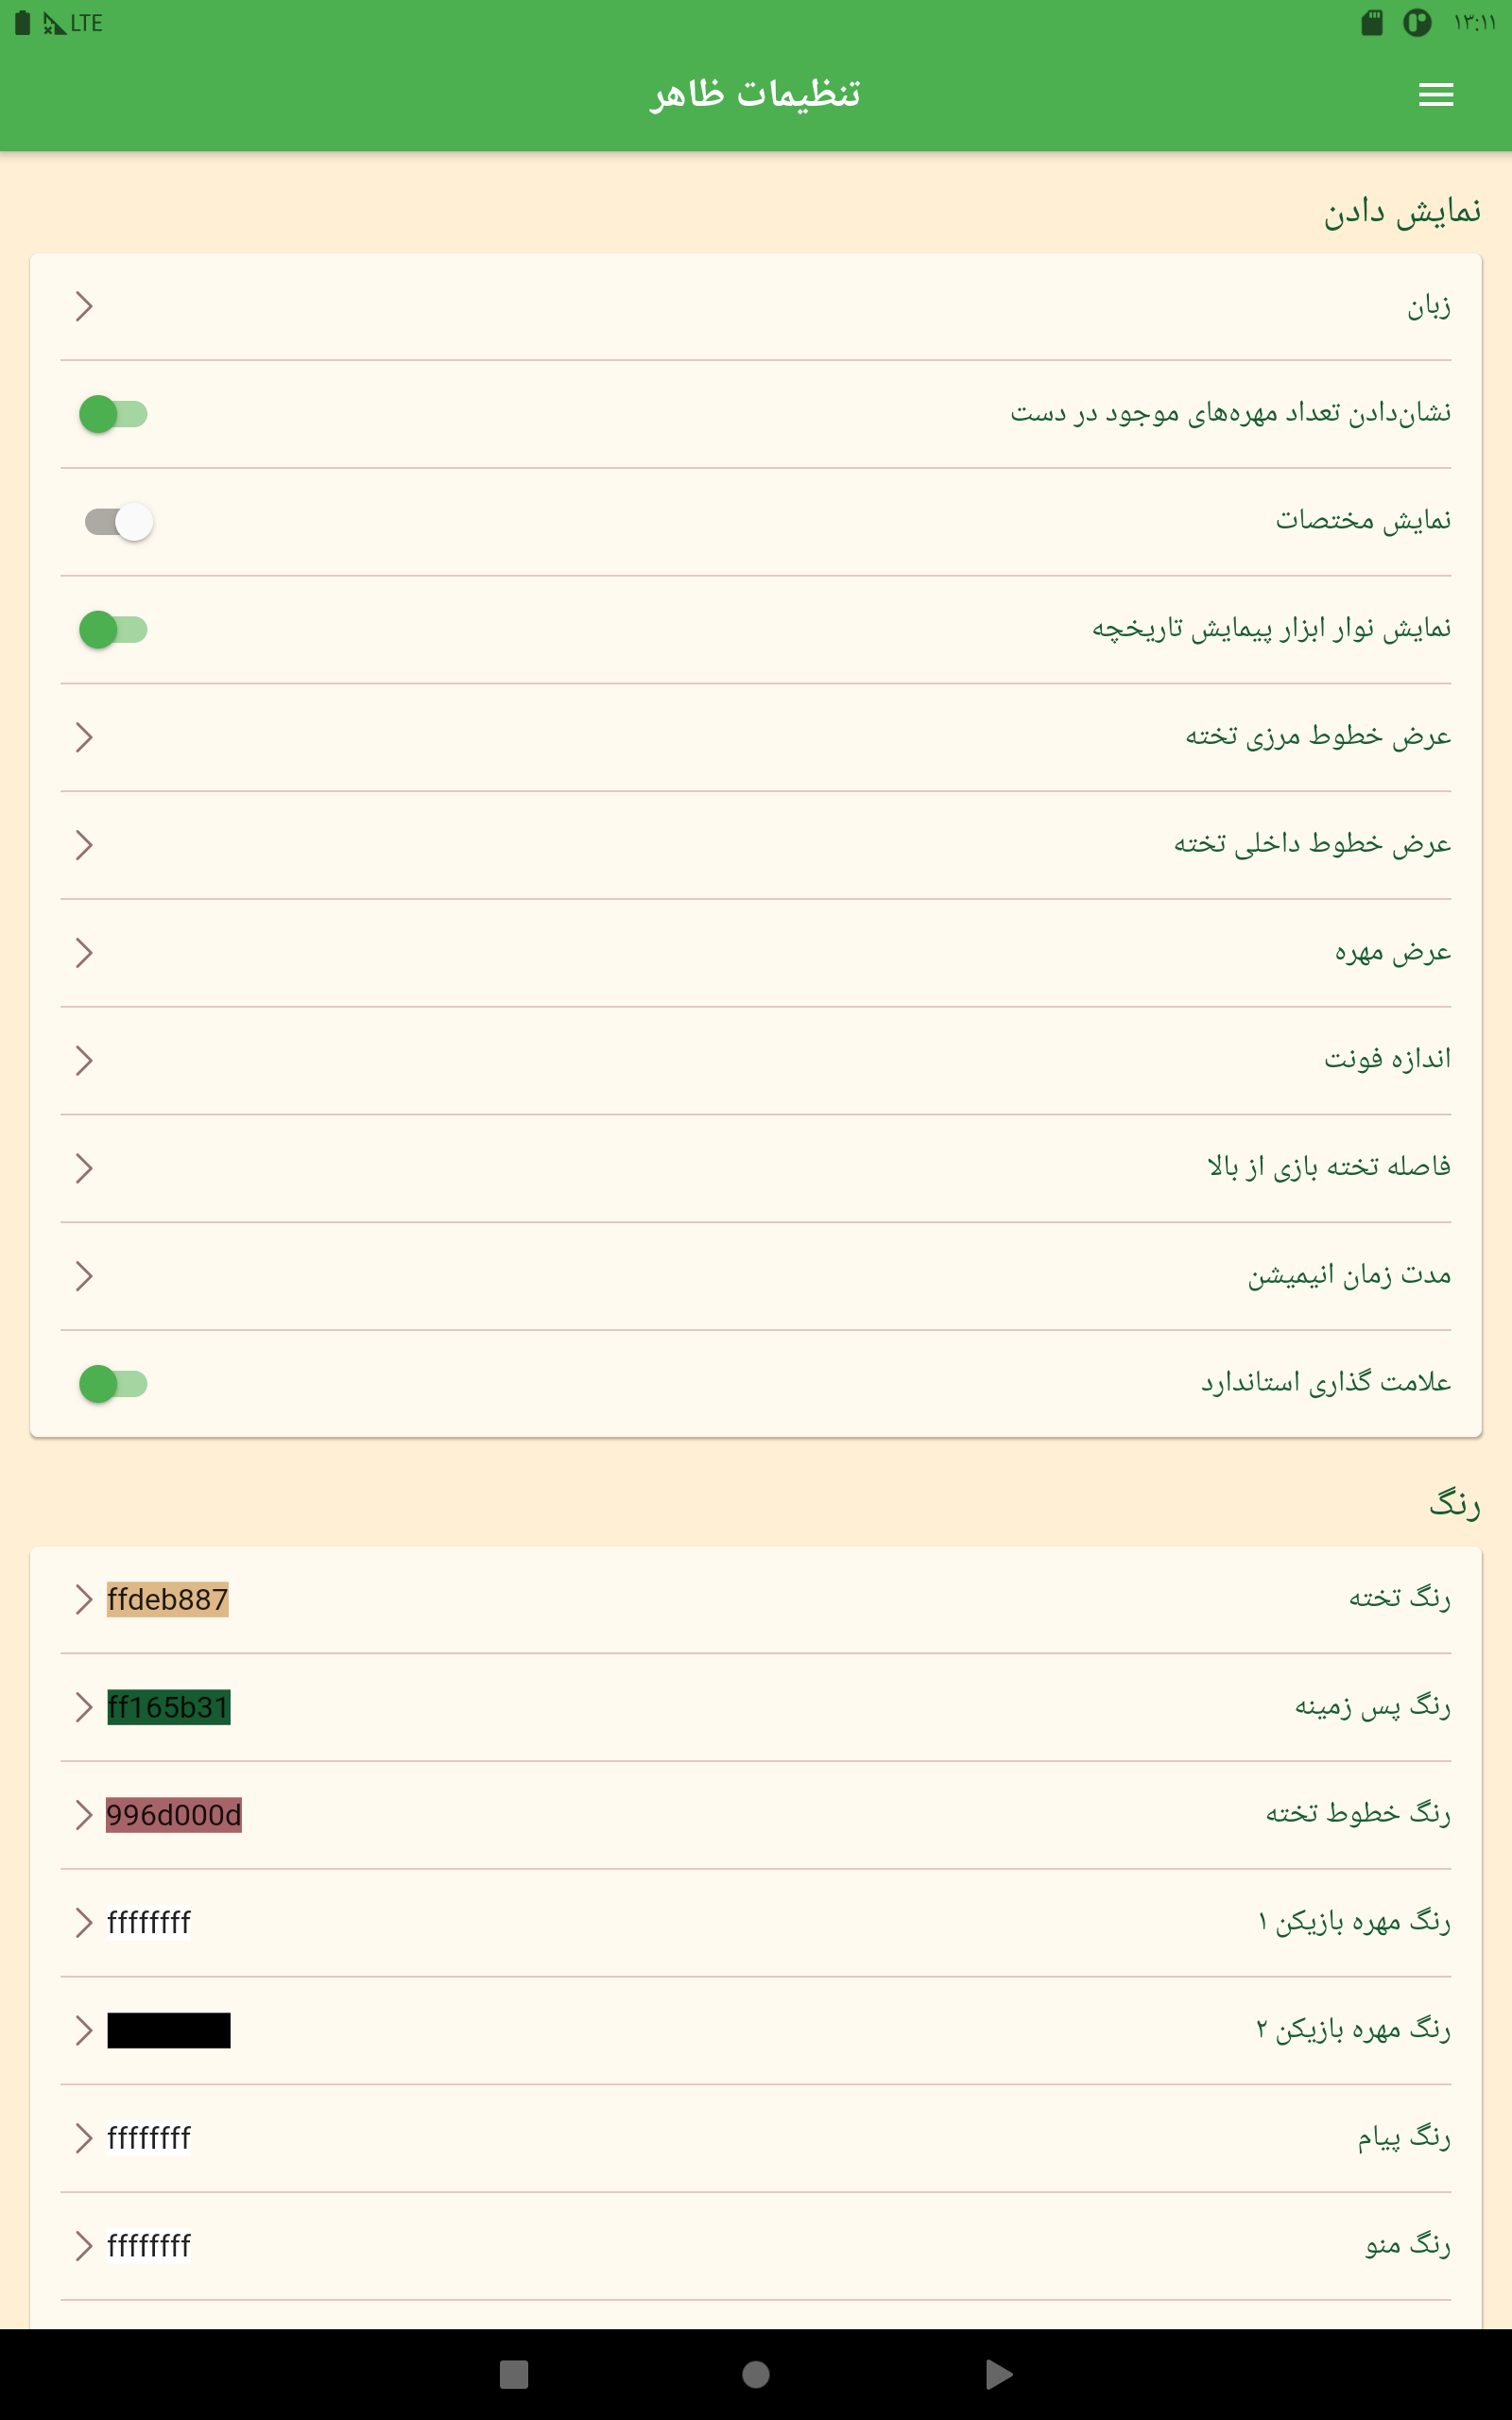 ۱۳:۱۱ LTE
تنظیمات ظاهر
نمایش دادن
زبان
نشان‌دادن تعداد مهره‌های موجود در دست
نمایش مختصات
نمایش نوار ابزار پیمایش تاریخچه
عرض خطوط مرزی تخته
عرض خطوط داخلی تخته
عرض مهره
اندازه فونت
فاصله تخته بازی از بالا
مدت زمان انیمیشن
علامت گذاری استاندارد
رنگ
رنگ تخته ffdeb887
رنگ پس زمینه ff165b31
رنگ خطوط تخته 996d000d
رنگ مهره بازیکن ۱ ffffffff
رنگ مهره بازیکن ۲
رنگ پیام ffffffff
رنگ منو ffffffff